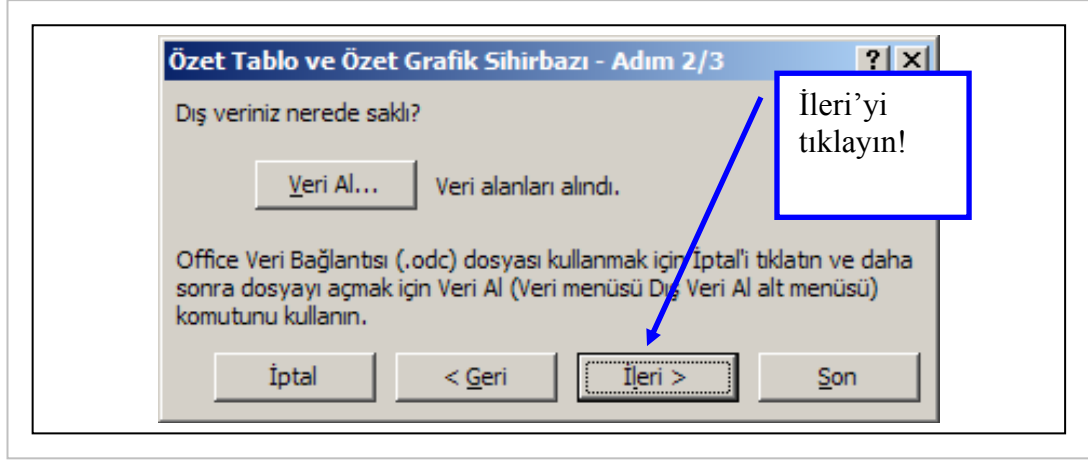 Özet Tablo ve Özet Grafik Sihirbazı - Adım 2/3
İleri’yi
tıklayın!
Dış veriniz nerede saklı?
Veri Al...
Veri alanları alındı.
Office Veri Bağlantısı (.odc) dosyası kullanmak için İptal'i tıklatın ve daha
sonra dosyayı açmak için Veri Al (Veri menüsü Dış Veri Al alt menüsü)
komutunu kullanın.
İptal
< Geri
İleri >
Son